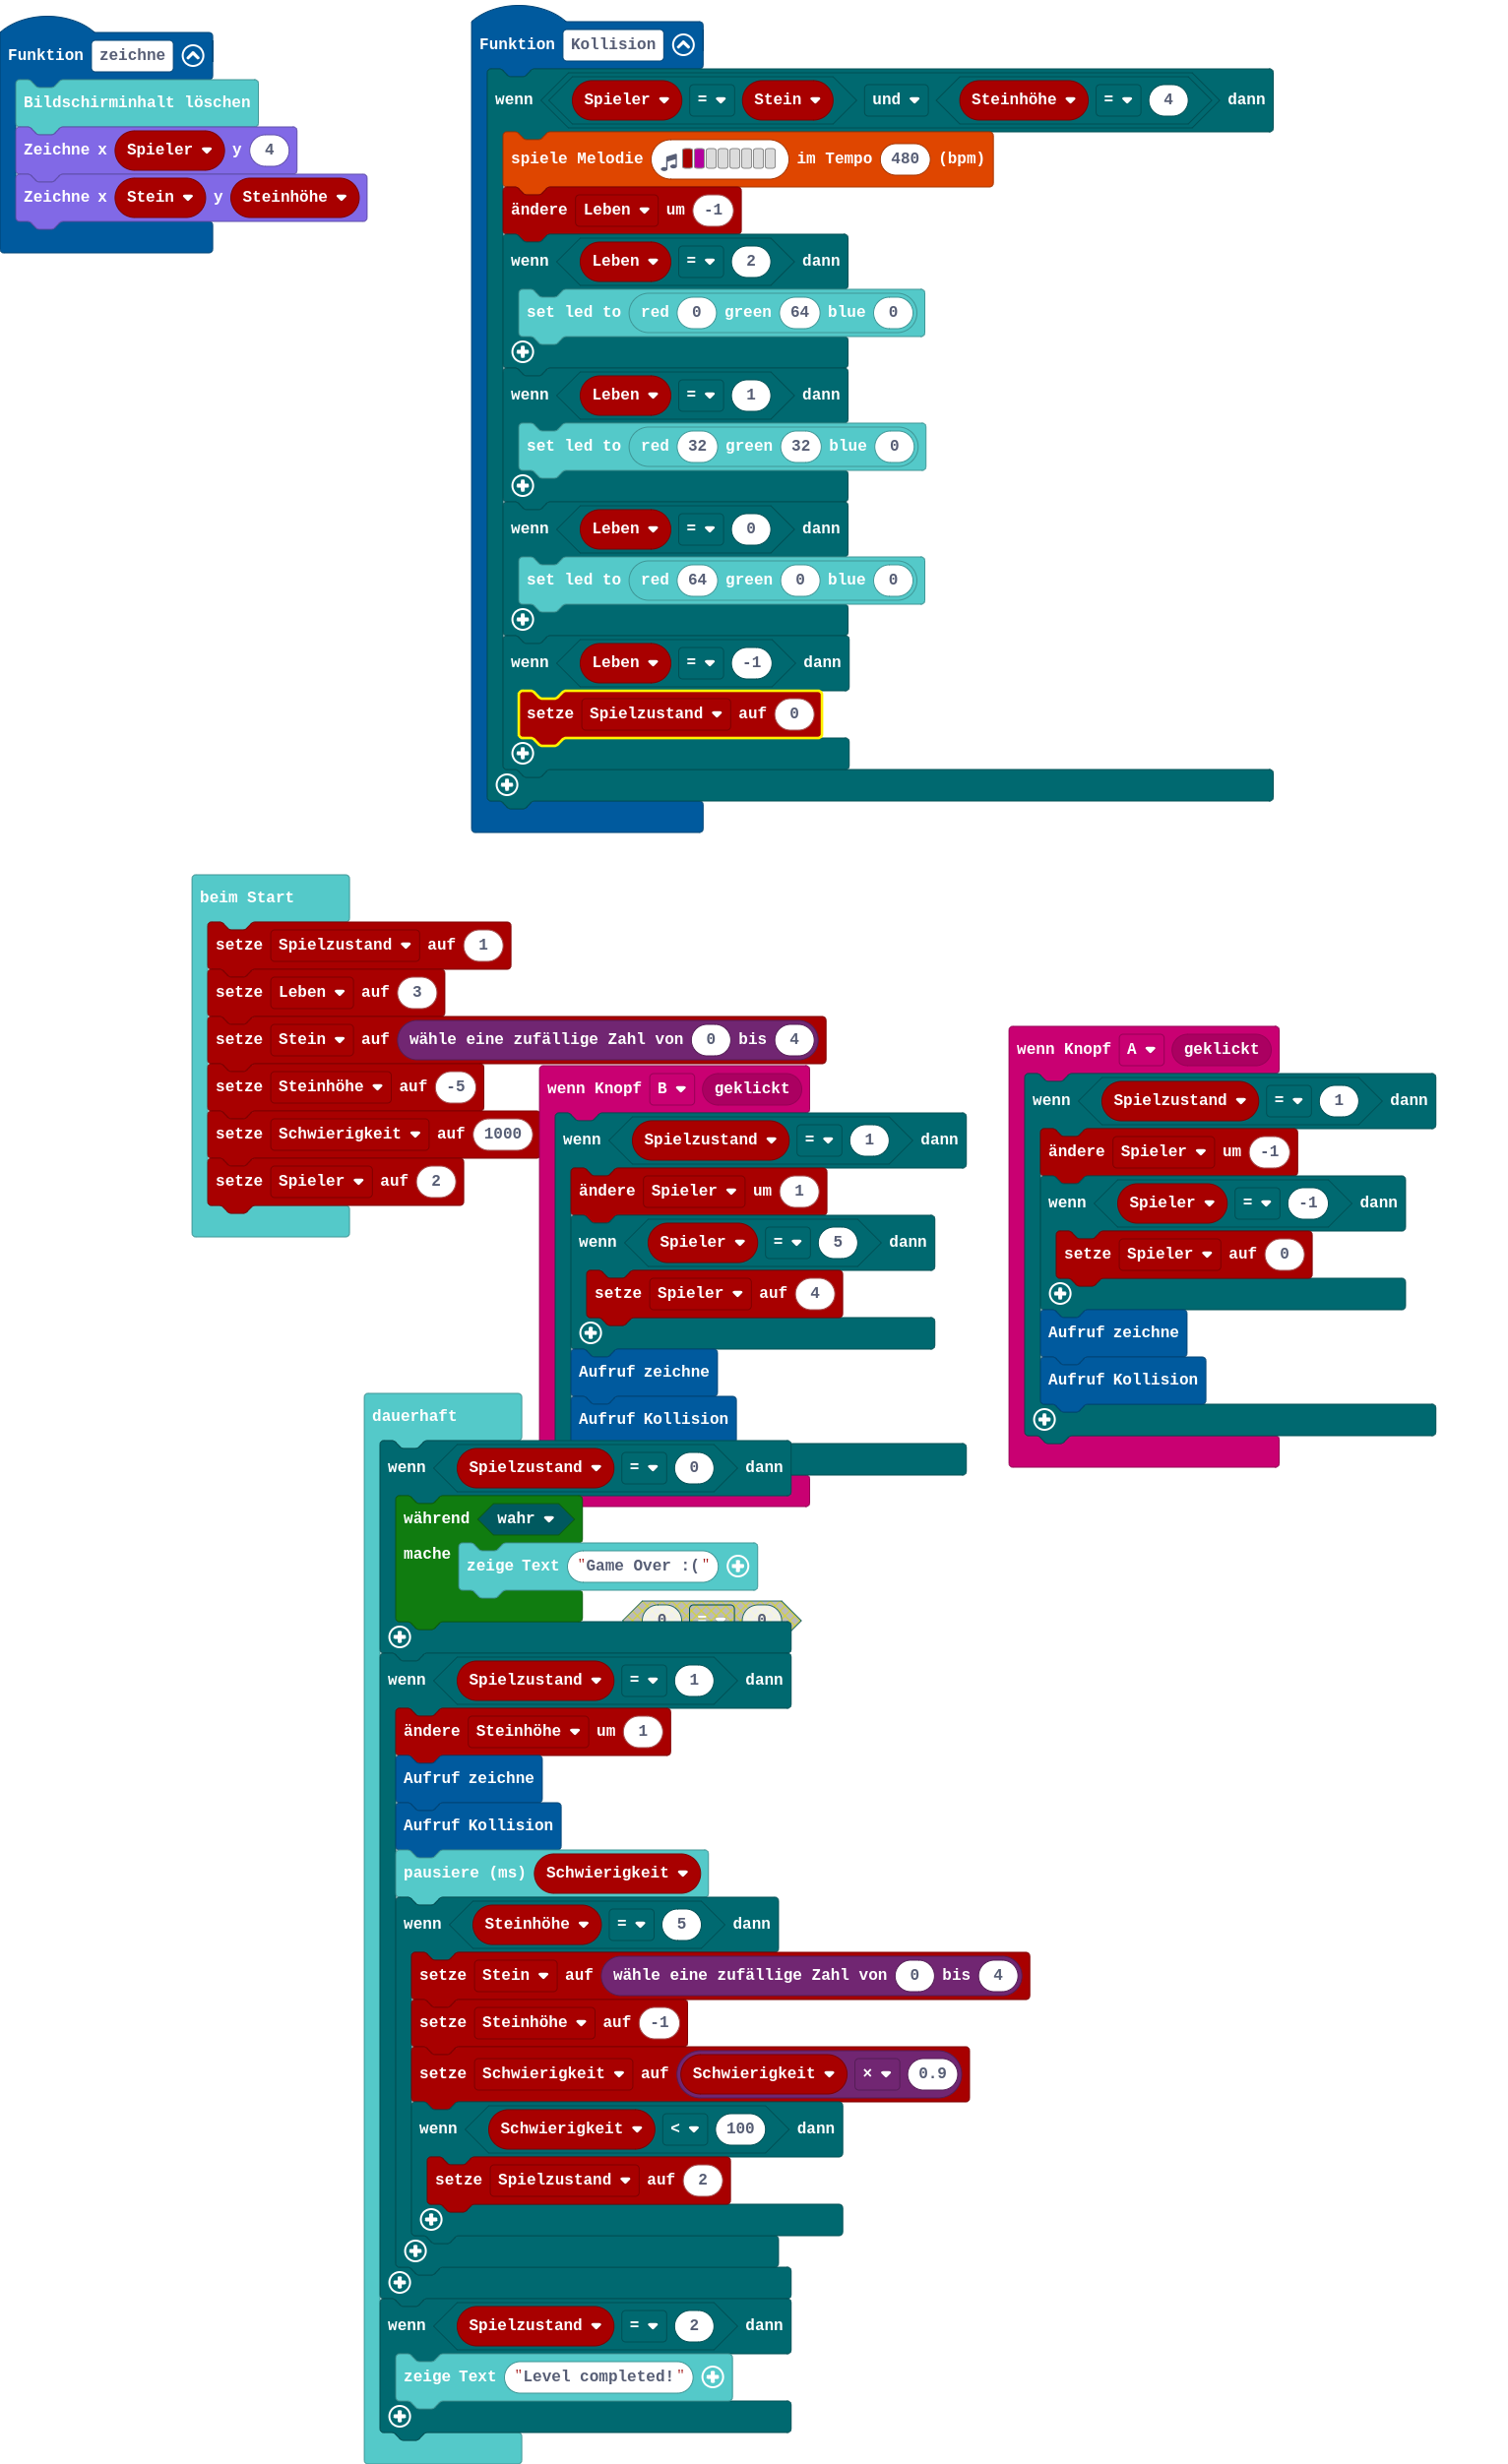 Funktion zeichne
Bildschirminhalt löschen
Zeichne x Spieler y 4
Zeichne x Stein y Steinhöhe
Funktion Kollision
wenn Spieler = Stein und Steinhöhe = 4 dann
spiele Melodie im Tempo 480 (bpm)
ändere Leben um -1
wenn Leben = 2 dann
set led to red 0 green 64 blue 0
wenn Leben = 1 dann
set led to red 32 green 32 blue 0
wenn Leben = 0 dann
set led to red 64 green 0 blue 0
wenn Leben = -1 dann
setze Spielzustand auf 0
beim Start
setze Spielzustand auf 1
setze Leben auf 3
setze Stein auf wähle eine zufällige Zahl von 0 bis 4
setze Steinhöhe auf -5
setze Schwierigkeit auf 1000
setze Spieler auf 2
wenn Knopf B geklickt
wenn Spielzustand = 1 dann
ändere Spieler um 1
wenn Spieler = 5 dann
setze Spieler auf 4
Aufruf zeichne
Aufruf Kollision
wenn Knopf A geklickt
wenn Spielzustand = 1 dann
ändere Spieler um -1
wenn Spieler = -1 dann
setze Spieler auf 0
Aufruf zeichne
Aufruf Kollision
dauerhaft
wenn Spielzustand = 0 dann
während wahr
mache zeige Text "Game Over :("
0 = 0
wenn Spielzustand = 1 dann
ändere Steinhöhe um 1
Aufruf zeichne
Aufruf Kollision
pausiere (ms) Schwierigkeit
wenn Steinhöhe = 5 dann
setze Stein auf wähle eine zufällige Zahl von 0 bis 4
setze Steinhöhe auf -1
setze Schwierigkeit auf Schwierigkeit × 0.9
wenn Schwierigkeit < 100 dann
setze Spielzustand auf 2
wenn Spielzustand = 2 dann
zeige Text "Level completed!"